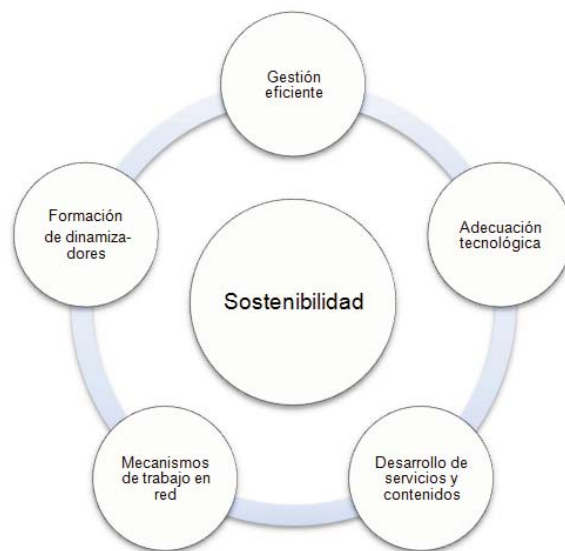 Gestión
eficiente
Formación
de dinamiza-
dores
Adecuación
tecnológica
Sostenibilidad
Mecanismos
de trabajo en
red
Desarrollo de
servicios y
contenidos